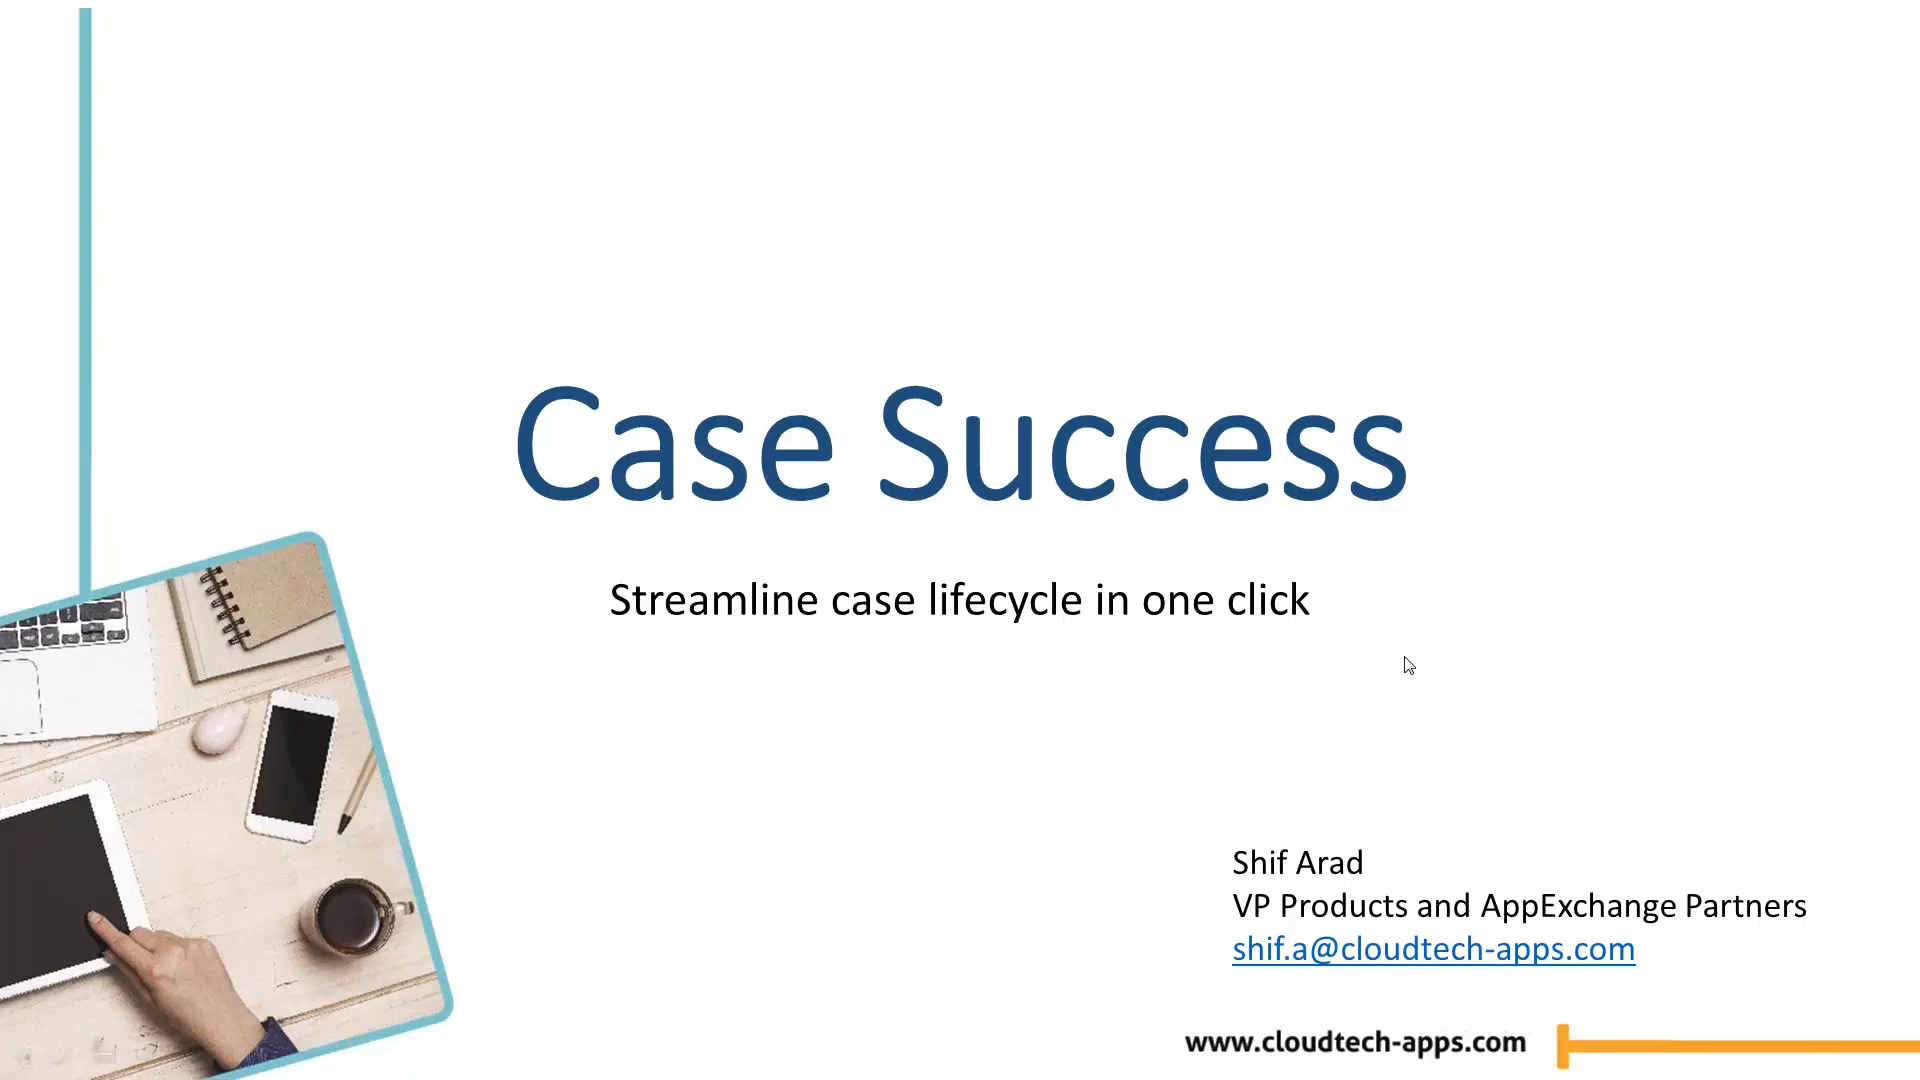 Case Success
Streamline case lifecycle in one click
Shif Arad
VP Products and AppExchange Partners
shif.a@cloudtech-apps.com
www.cloudtech-apps.com